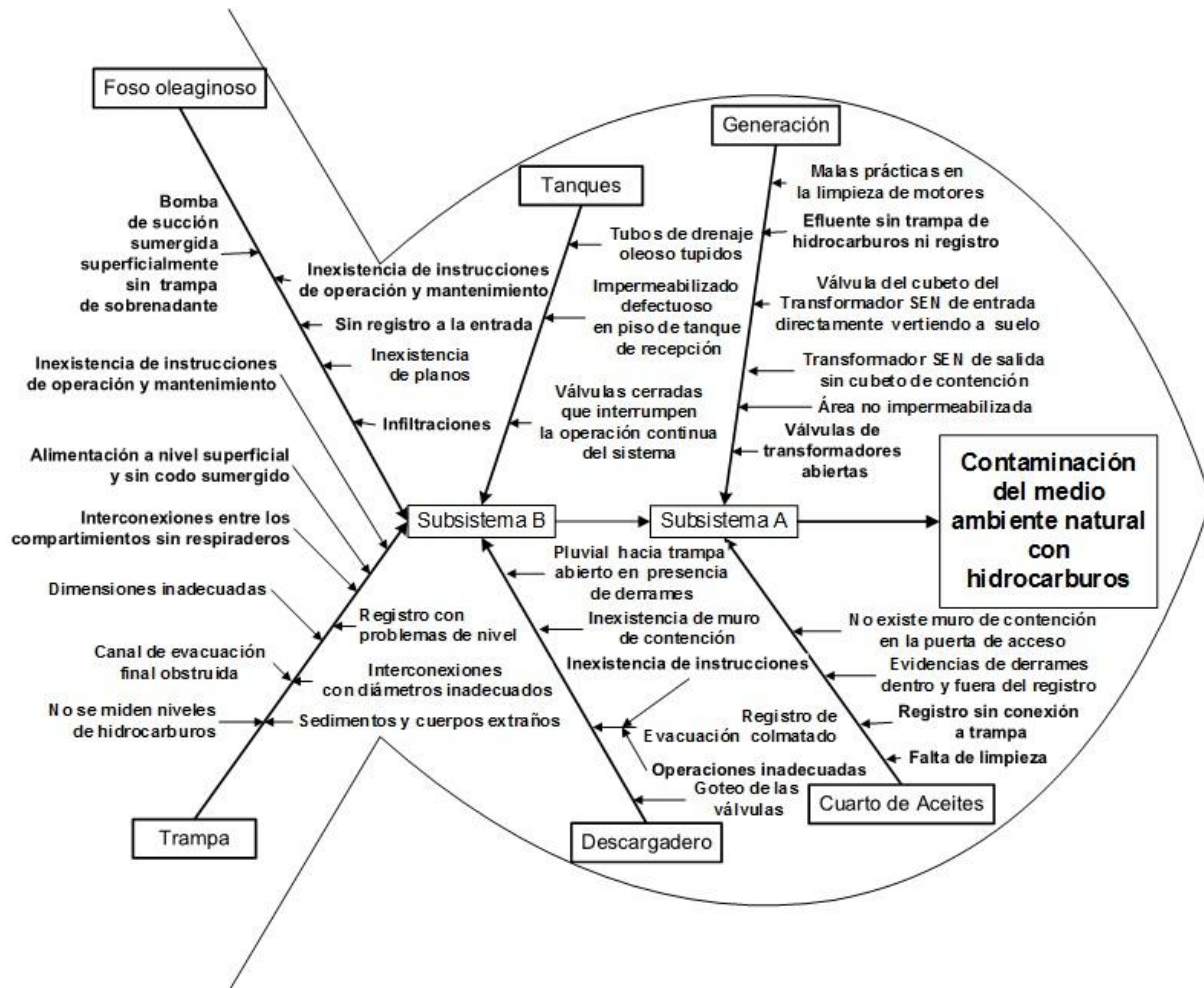 Foso oleaginoso
Bomba
de succión
sumergida
superficialmente
sin trampa
de sobrenadante
Inexistencia de instrucciones
de operación y mantenimiento
Sin registro a la entrada
Inexistencia
de planos
Infiltraciones
Tanques
Tubos de drenaje
oleoso tupidos
Impermeabilizado
defectuoso
en piso de tanque
de recepción
Válvulas cerradas
que interrumpen
la operación continua
del sistema
Generación
Malas prácticas en
la limpieza de motores
Efluente sin trampa de
hidrocarburos ni registro
Válvula del cubeto del
Transformador SEN de entrada
directamente vertiendo a suelo
Transformador SEN de salida
sin cubeto de contención
Área no impermeabilizada
Válvulas de
transformadores
abiertas
Subsistema B
Subsistema A
Contaminación
del medio
ambiente natural
con
hidrocarburos
Inexistencia de instrucciones
de operación y mantenimiento
Alimentación a nivel superficial
y sin codo sumergido
Interconexiones entre los
compartimientos sin respiraderos
Dimensiones inadecuadas
Registro con
problemas de nivel
Canal de evacuación
final obstruida
Interconexiones
con diámetros inadecuados
No se miden niveles
de hidrocarburos
Sedimentos y cuerpos extraños
Trampa
Pluvial hacia trampa
abierto en presencia
de derrames
Inexistencia de muro
de contención
Inexistencia de instrucciones
Registro de
Evacuación colmatado
Operaciones inadecuadas
Goteo de las
válvulas
Descargadero
No existe muro de contención
en la puerta de acceso
Evidencias de derrames
dentro y fuera del registro
Registro sin conexión
a trampa
Falta de limpieza
Cuarto de Aceites